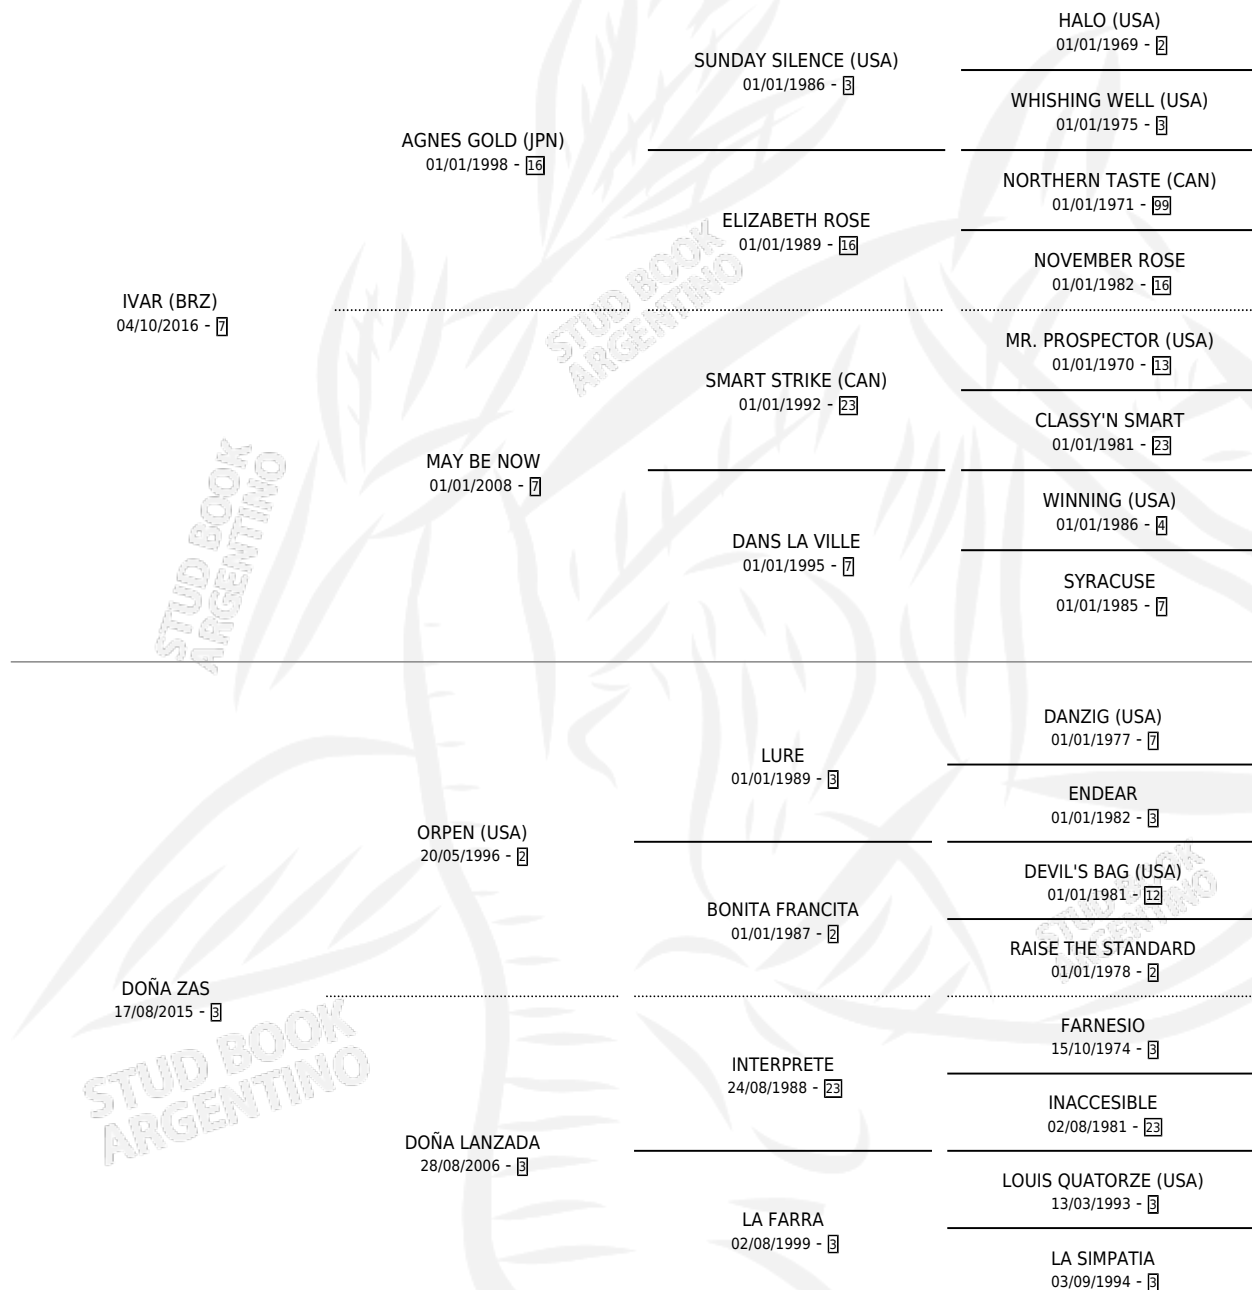 HALO (USA)
01/01/1969 - 2
SUNDAY SILENCE (USA)
01/01/1986 - 3
WHISHING WELL (USA)
01/01/1975 - 3
AGNES GOLD (JPN)
01/01/1998 - 16
NORTHERN TASTE (CAN)
01/01/1971 - 99
ELIZABETH ROSE
01/01/1989 - 16
NOVEMBER ROSE
01/01/1982 - 16
IVAR (BRZ)
04/10/2016 - 7
MR. PROSPECTOR (USA)
01/01/1970 - 13
SMART STRIKE (CAN)
01/01/1992 - 23
CLASSY'N SMART
01/01/1981 - 23
MAY BE NOW
01/01/2008 - 7
WINNING (USA)
01/01/1986 - 4
DANS LA VILLE
01/01/1995 - 7
SYRACUSE
01/01/1985 - 7
DANZIG (USA)
01/01/1977 - 7
LURE
01/01/1989 - 3
ENDEAR
01/01/1982 - 3
ORPEN (USA)
20/05/1996 - 2
DEVIL'S BAG (USA)
01/01/1981 - 12
BONITA FRANCITA
01/01/1987 - 2
RAISE THE STANDARD
01/01/1978 - 2
DOÑA ZAS
17/08/2015 - 3
FARNESIO
15/10/1974 - 3
INTERPRETE
24/08/1988 - 23
INACCESIBLE
02/08/1981 - 23
DOÑA LANZADA
28/08/2006 - 3
LOUIS QUATORZE (USA)
13/03/1993 - 3
LA FARRA
02/08/1999 - 3
LA SIMPATIA
03/09/1994 - 3
STUD BOOK
ARGENTINO
STUD BOOK
ARGENTINO
STUD BOOK
ARGENTINO
STUD BOOK
ARGENTINO